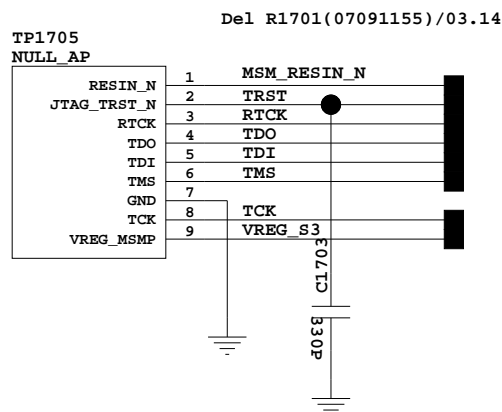 Del R1701(07091155)/03.14
TP1705
NULL_AP
RESIN_N 1 MSM_RESIN_N
JTAG_TRST_N 2 TRST
RTCK 3 RTCK
TDO 4 TDO
TDI 5 TDI
TMS 6 TMS
GND 7
TCK 8 TCK
VREG_MSMP 9 VREG_S3
C1703
033P